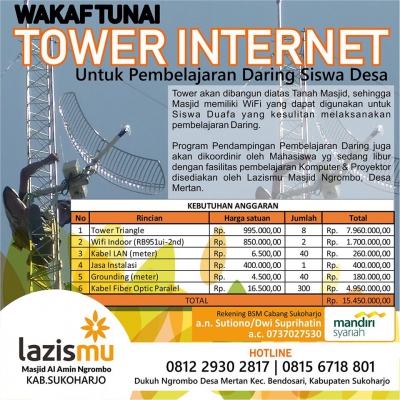 WAKAF TUNAI
TOWER INTERNET
Untuk Pembelajaran Daring Siswa Desa
Tower akan dibangun diatas Tanah Masjid, sehingga
Masjid memiliki WiFi yang dapat digunakan untuk
Siswa Duafa yang kesulitan melaksanakan
pembelajaran Daring.
Program Pendampingan Pembelajaran Daring juga
akan dikoordinir oleh Mahasiswa yg sedang libur
dengan fasilitas pembelajaran Komputer & Proyektor
disediakan oleh Lazismu Masjid Ngrombo, Desa
Mertan.
KEBUTUHAN ANGGARAN
No Rincian Harga satuan Jumlah Total
1 Tower Triangle Rp. 995.000,00 8 Rp. 7.960.000,00
2 Wifi Indoor (RB951ui-2nd) Rp. 850.000,00 2 Rp. 1.700.000,00
3 Kabel LAN (meter) Rp. 6.500,00 40 Rp. 260.000,00
4 Jasa Instalasi Rp. 400.000,00 1 Rp. 400.000,00
5 Grounding (meter) Rp. 4.500,00 40 Rp. 180.000,00
6 Kabel Fiber Optic Paralel Rp. 16.500,00 300 Rp. 4.950.000,00
TOTAL Rp. 15.450.000,00
Rekening BSM Cabang Sukoharjo
a.n. Sutiono/Dwi Suprihatin
a.c. 0737027530
mandiri
syariah
lazismu
Masjid Al Amin Ngrombo
KAB.SUKOHARJO
HOTLINE
0812 2930 2817 | 0815 6718 801
Dukuh Ngrombo Desa Mertan Kec. Bendosari, Kabupaten Sukoharjo